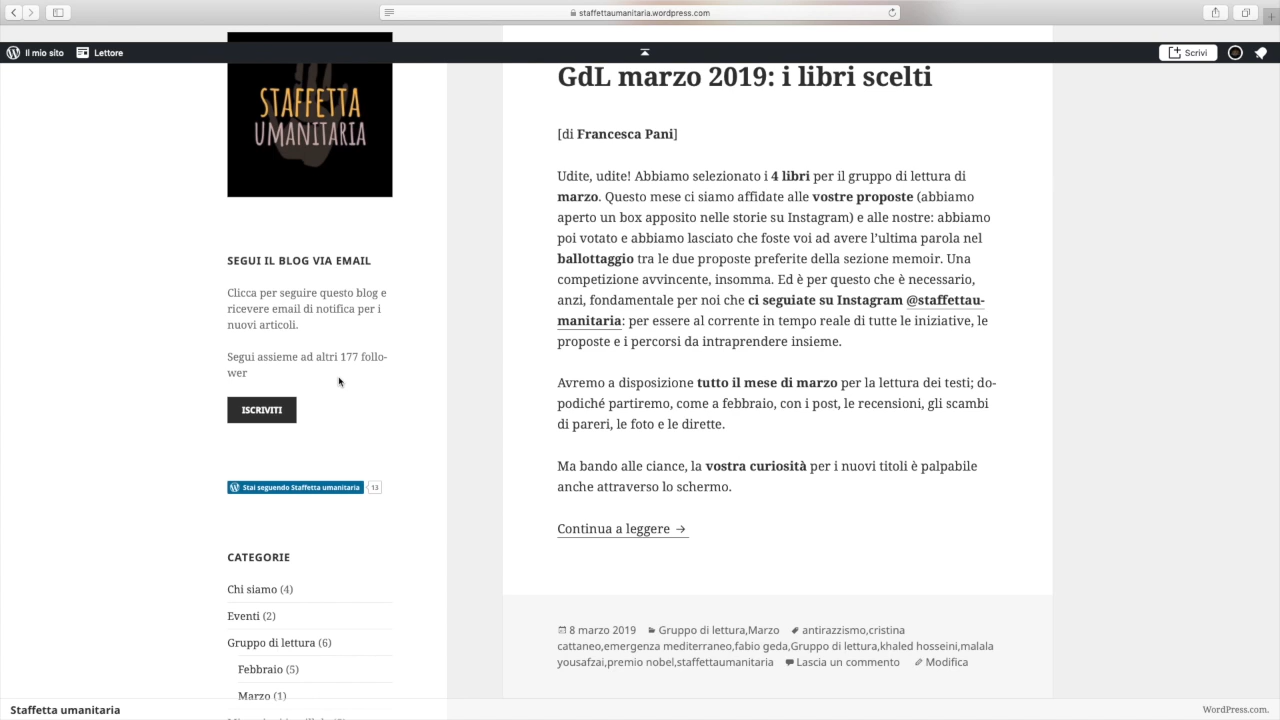 staffettaumanitaria.wordpress.com
Il mio sito
Lettore
Scrivi
STAFFETTA
UMANITARIA
SEGUI IL BLOG VIA EMAIL
Clicca per seguire questo blog e
ricevere email di notifica per i
nuovi articoli.
Segui assieme ad altri 177 follo-
wer
ISCRIVITI
Stai seguendo Staffetta umanitaria
13
CATEGORIE
Chi siamo (4)
Eventi (2)
Gruppo di lettura (6)
Febbraio (5)
Marzo (1)
GdL marzo 2019: i libri scelti
[di Francesca Pani]
Udite, udite! Abbiamo selezionato i 4 libri per il gruppo di lettura di
marzo. Questo mese ci siamo affidate alle vostre proposte (abbiamo
aperto un box apposito nelle storie su Instagram) e alle nostre: abbiamo
poi votato e abbiamo lasciato che foste voi ad avere l’ultima parola nel
ballottaggio tra le due proposte preferite della sezione memoir. Una
competizione avvincente, insomma. Ed è per questo che è necessario,
anzi, fondamentale per noi che ci seguiate su Instagram @staffettau-
manitaria: per essere al corrente in tempo reale di tutte le iniziative, le
proposte e i percorsi da intraprendere insieme.
Avremo a disposizione tutto il mese di marzo per la lettura dei testi; do-
podiché partiremo, come a febbraio, con i post, le recensioni, gli scambi
di pareri, le foto e le dirette.
Ma bando alle ciance, la vostra curiosità per i nuovi titoli è palpabile
anche attraverso lo schermo.
Continua a leggere →
8 marzo 2019 Gruppo di lettura,Marzo antirazzismo,cristina
cattaneo,emergenza mediterraneo,fabio geda,Gruppo di lettura,khaled hosseini,malala
yousafzai,premio nobel,staffettaumanitaria Lascia un commento Modifica
Staffetta umanitaria
WordPress.com.